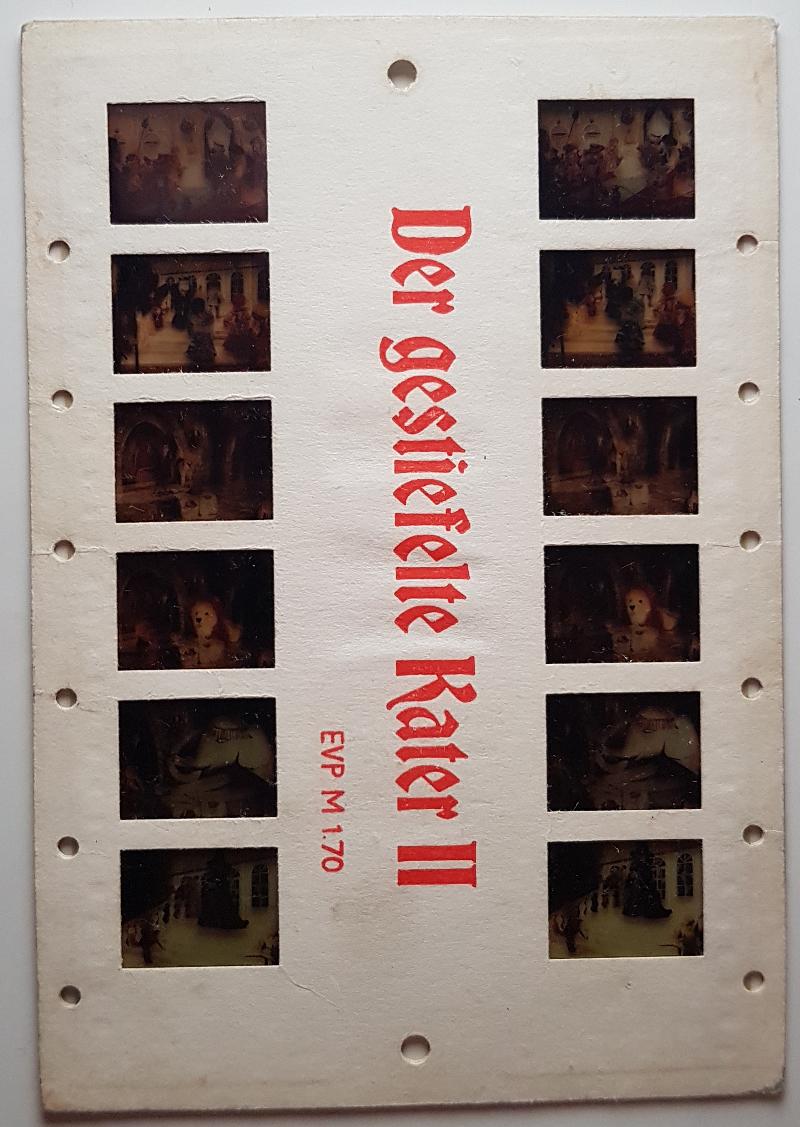 Der gestiefelte Kater II
EVP M 1.70